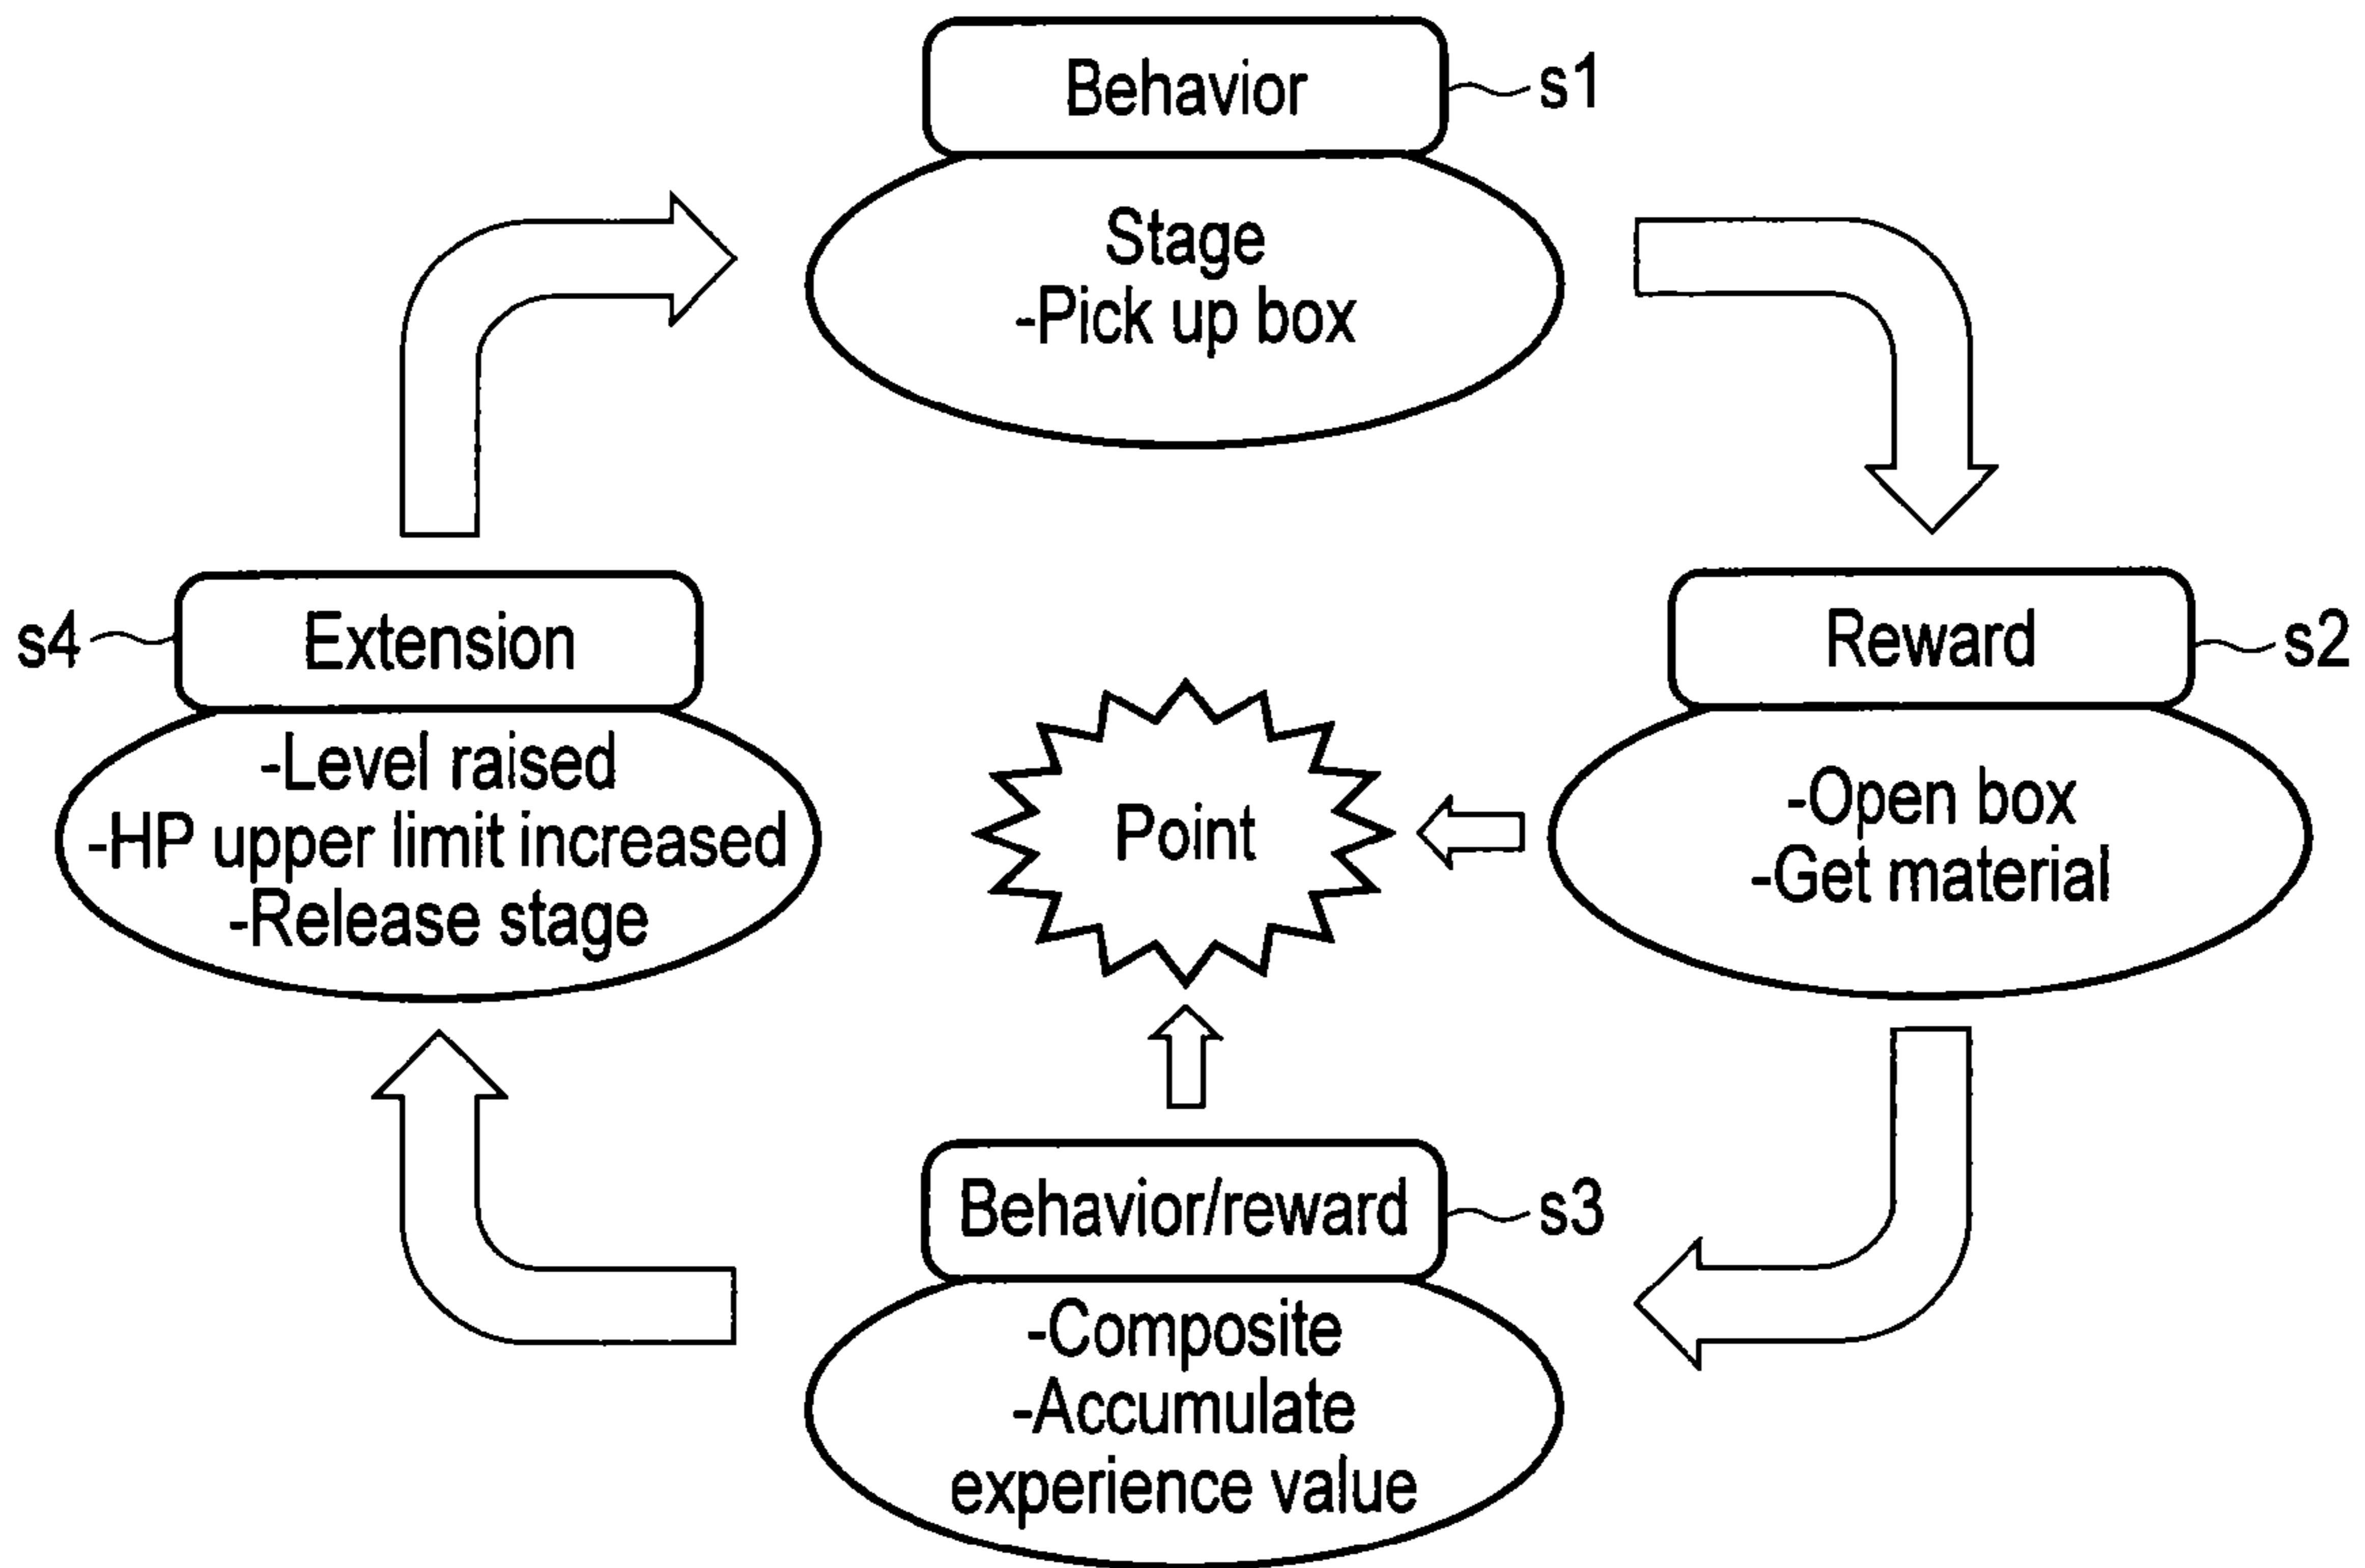 Behavior
s1
Stage
-Pick up box
s4
Extension
-Level raised
-HP upper limit increased
-Release stage
Point
Reward
s2
-Open box
-Get material
Behavior/reward
s3
-Composite
-Accumulate
experience value